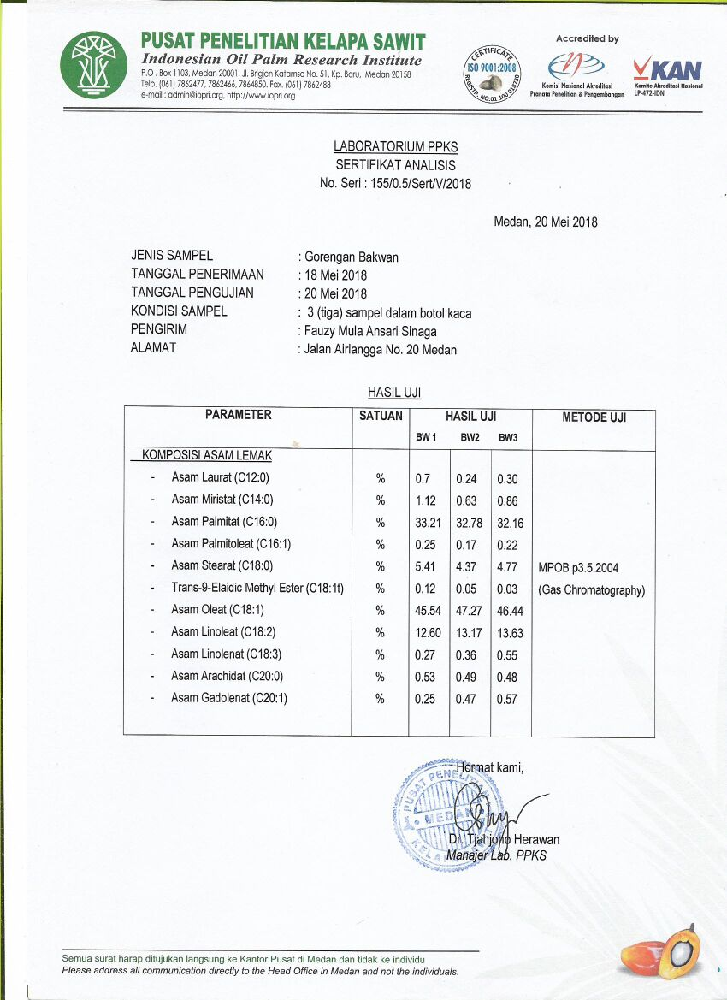 PUSAT PENELITIAN KELAPA SAWIT
Indonesian Oil Palm Research Institute
P.O . Box 1103, Medan 20001, Jl. Brigjen Katamso No. 51, Kp. Baru, Medan 20158
Telp. (061) 7862477, 7862466, 7864850. Fax. (061) 7862488
e-mail : admin@iopri.org, http://www.iopri.org
CERTIFICATE
ISO 9001:2008
REGISTR. NO.01 100 018730
Accredited by
Komisi Nasional Akreditasi
Pranata Penelitian & Pengembangan
KAN
Komite Akreditasi Nasional
LP-472-IDN
LABORATORIUM PPKS
SERTIFIKAT ANALISIS
No. Seri : 155/0.5/Sert/V/2018
Medan, 20 Mei 2018
JENIS SAMPEL : Gorengan Bakwan
TANGGAL PENERIMAAN : 18 Mei 2018
TANGGAL PENGUJIAN : 20 Mei 2018
KONDISI SAMPEL : 3 (tiga) sampel dalam botol kaca
PENGIRIM : Fauzy Mula Ansari Sinaga
ALAMAT : Jalan Airlangga No. 20 Medan
HASIL UJI
PARAMETER SATUAN HASIL UJI METODE UJI
BW 1 BW2 BW3
KOMPOSISI ASAM LEMAK
- Asam Laurat (C12:0) % 0.7 0.24 0.30
- Asam Miristat (C14:0) % 1.12 0.63 0.86
- Asam Palmitat (C16:0) % 33.21 32.78 32.16
- Asam Palmitoleat (C16:1) % 0.25 0.17 0.22
- Asam Stearat (C18:0) % 5.41 4.37 4.77 MPOB p3.5.2004
- Trans-9-Elaidic Methyl Ester (C18:1t) % 0.12 0.05 0.03 (Gas Chromatography)
- Asam Oleat (C18:1) % 45.54 47.27 46.44
- Asam Linoleat (C18:2) % 12.60 13.17 13.63
- Asam Linolenat (C18:3) % 0.27 0.36 0.55
- Asam Arachidat (C20:0) % 0.53 0.49 0.48
- Asam Gadolenat (C20:1) % 0.25 0.47 0.57
Hormat kami,
PUSAT PENELITIAN
MEDAN
KELAPA SAWIT
Dr. Tjahjono Herawan
Manajer Lab. PPKS
Semua surat harap ditujukan langsung ke Kantor Pusat di Medan dan tidak ke individu
Please address all communication directly to the Head Office in Medan and not the individuals.